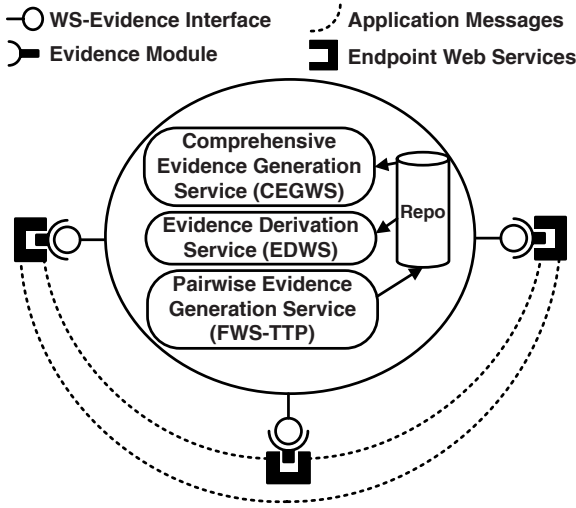 WS-Evidence Interface
Application Messages
Evidence Module
Endpoint Web Services
Comprehensive
Evidence Generation
Service (CEGWS)
Repo
Evidence Derivation
Service (EDWS)
Pairwise Evidence
Generation Service
(FWS-TTP)